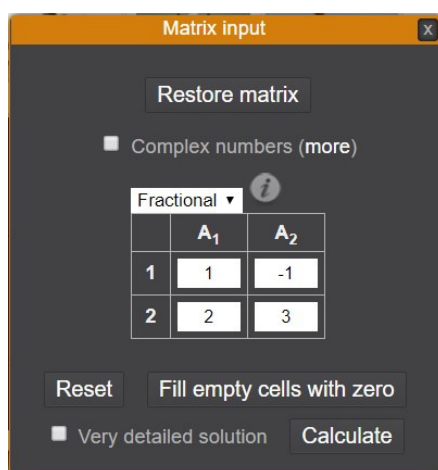 Matrix input x
Restore matrix
Complex numbers (more)
Fractional ▼ i
A₁ A₂
1 1 -1
2 2 3
Reset Fill empty cells with zero
Very detailed solution Calculate